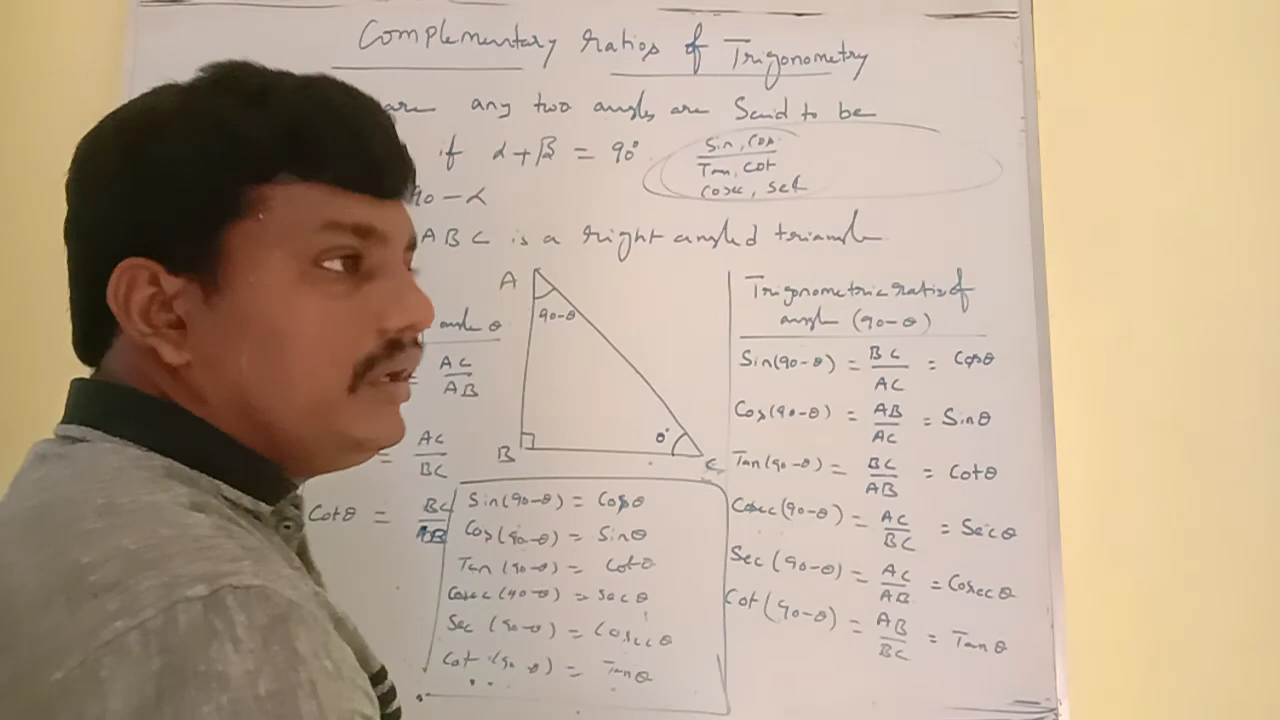 Complementary ratios of Trigonometry
are any two angles are Said to be
if α+β = 90°
Sin, Cos
Tan, Cot
Cosec, Sec
90 - α
ABC is a right angled triangle
angle θ
= AC/AB
= AC/BC
Cotθ = BC/AB
A
90-θ
B
θ°
C
Sin(90-θ) = Cosθ
Cos(90-θ) = Sinθ
Tan(90-θ) = Cotθ
Cosec(90-θ) = Secθ
Sec(90-θ) = Cosecθ
Cot(90-θ) = Tanθ
Trigonometric ratios of
angle (90-θ)
Sin(90-θ) = BC/AC = Cosθ
Cos(90-θ) = AB/AC = Sinθ
Tan(90-θ) = BC/AB = Cotθ
Cosec(90-θ) = AC/BC = Secθ
Sec(90-θ) = AC/AB = Cosecθ
Cot(90-θ) = AB/BC = Tanθ